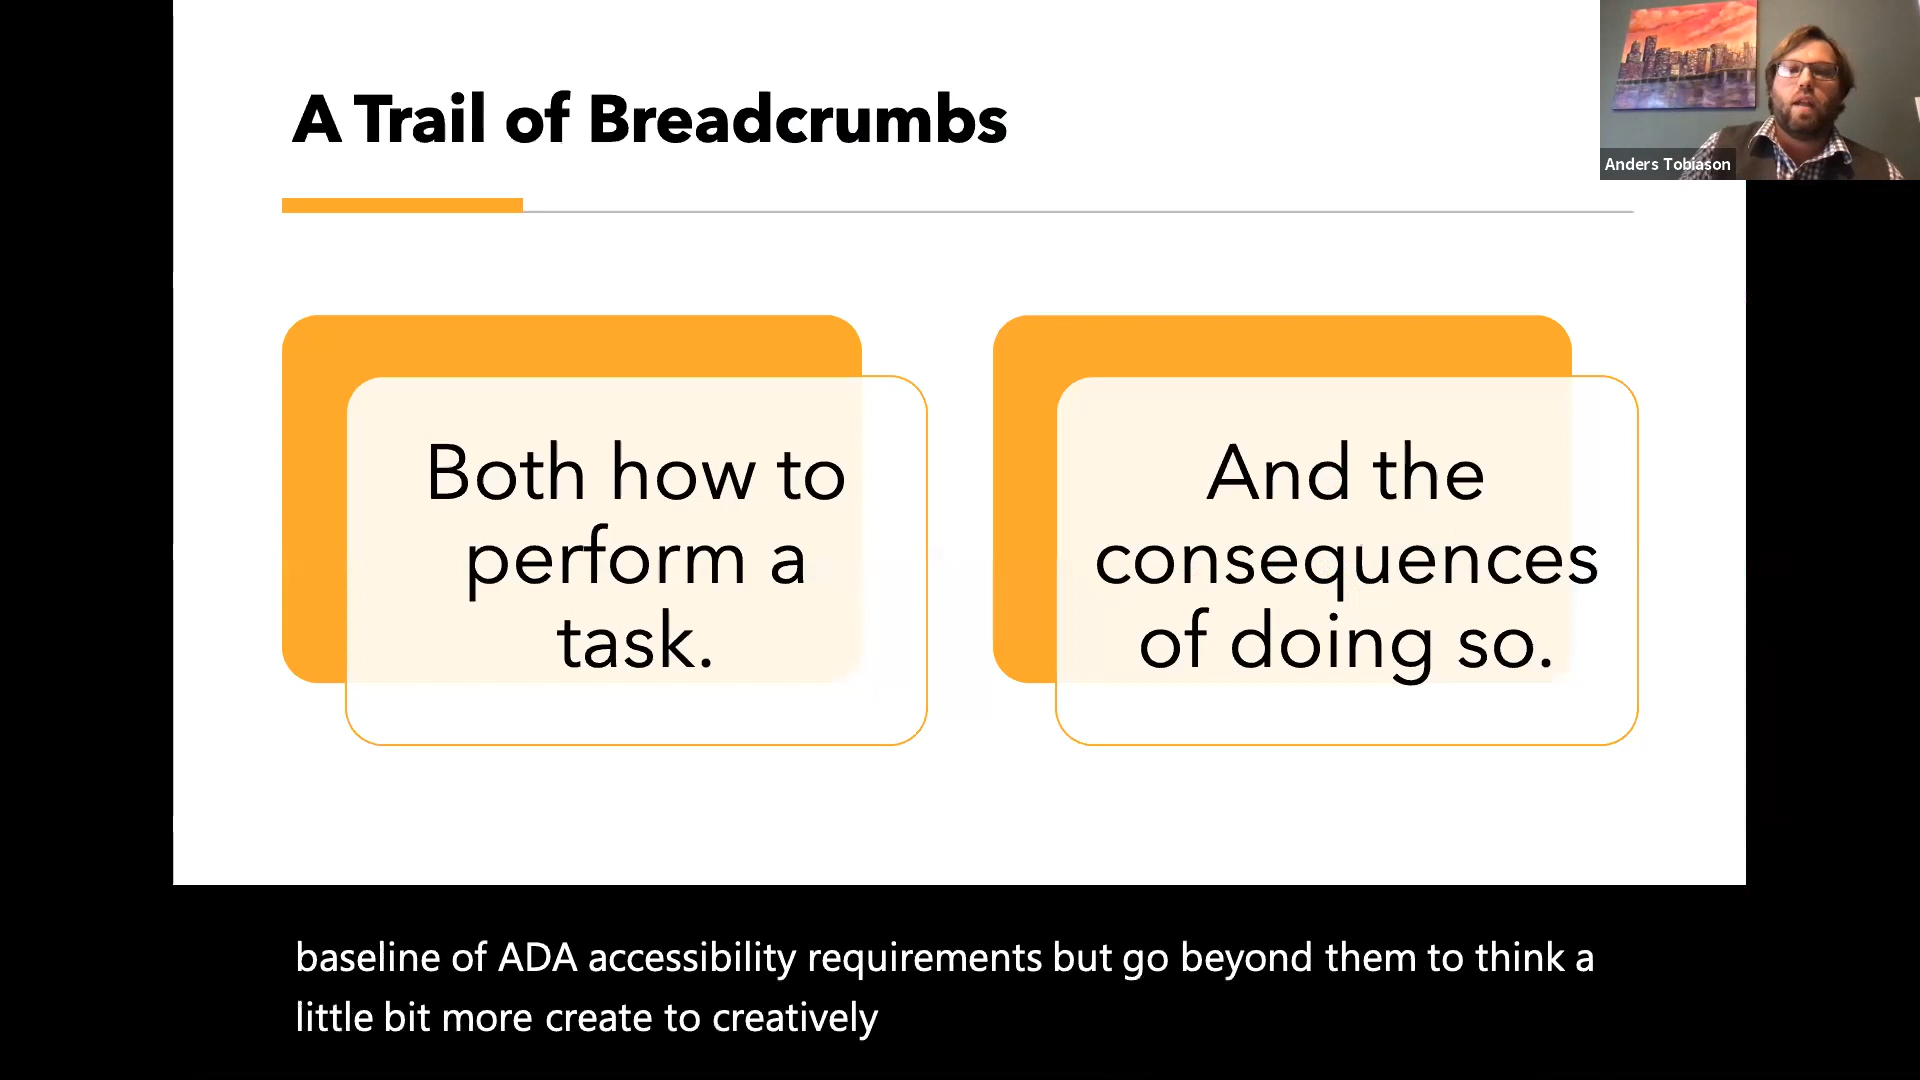 A Trail of Breadcrumbs
Anders Tobiason
Both how to
perform a
task.
And the
consequences
of doing so.
baseline of ADA accessibility requirements but go beyond them to think a
little bit more create to creatively